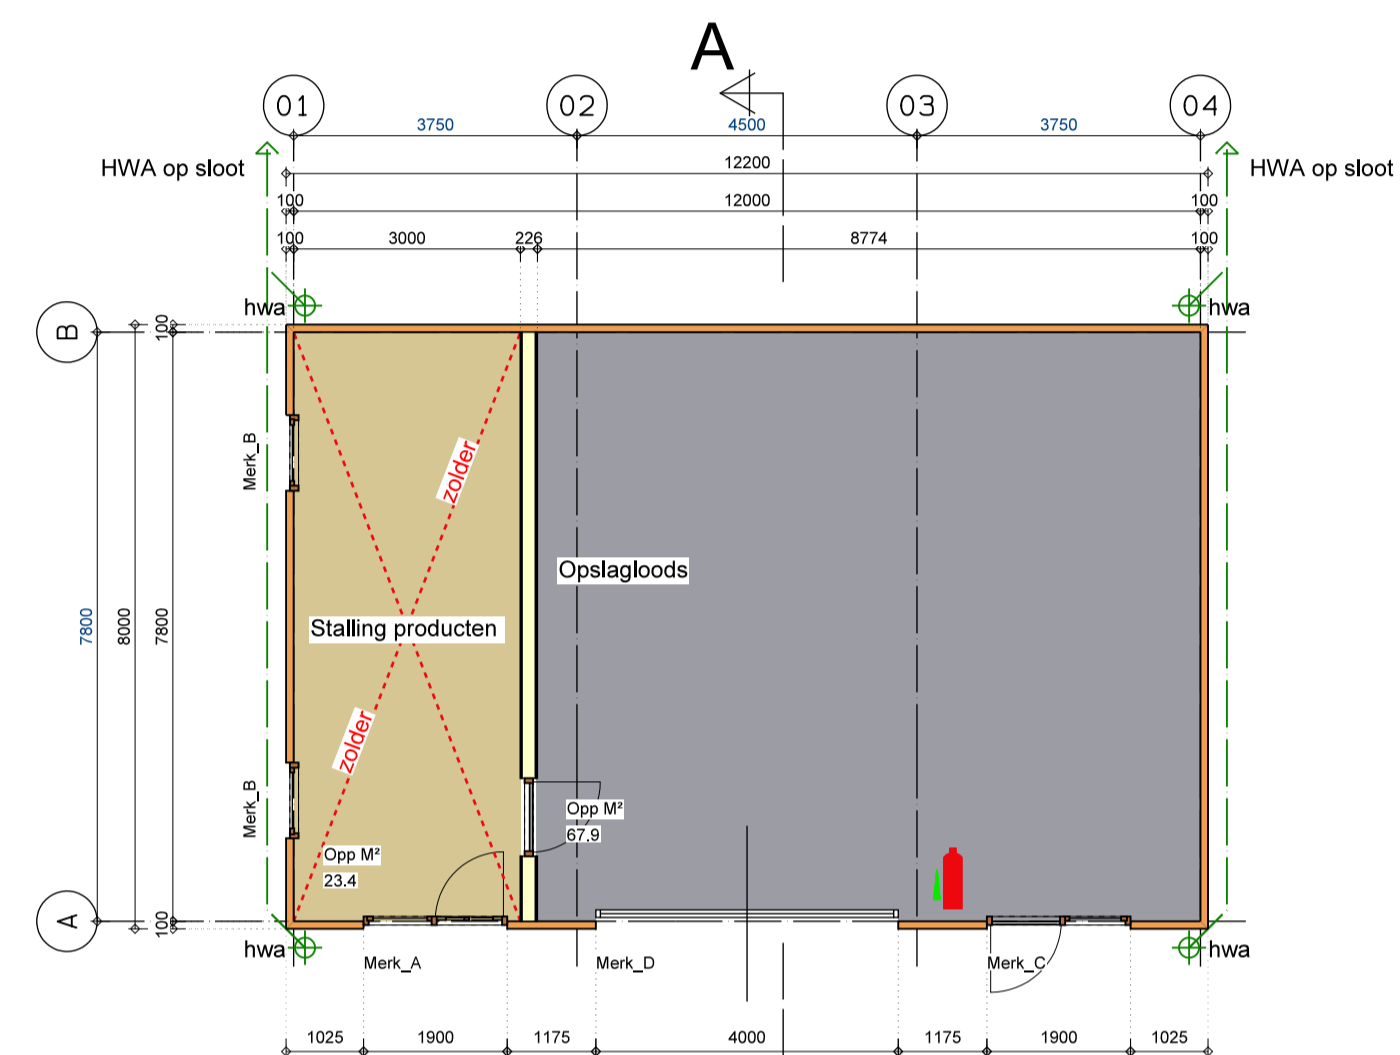 A
01 02 03 04
3750 4500 3750
HWA op sloot 12200 HWA op sloot
100 12000 100
100 3000 226 8774 100
hwa hwa
B
100
Merk_B
zolder
Opslagloods
7800 8000 7800
Stalling producten
zolder
Merk_B
Opp M²
67.9
Opp M²
23.4
A
100
hwa hwa
Merk_A Merk_D Merk_C
1025 1900 1175 4000 1175 1900 1025